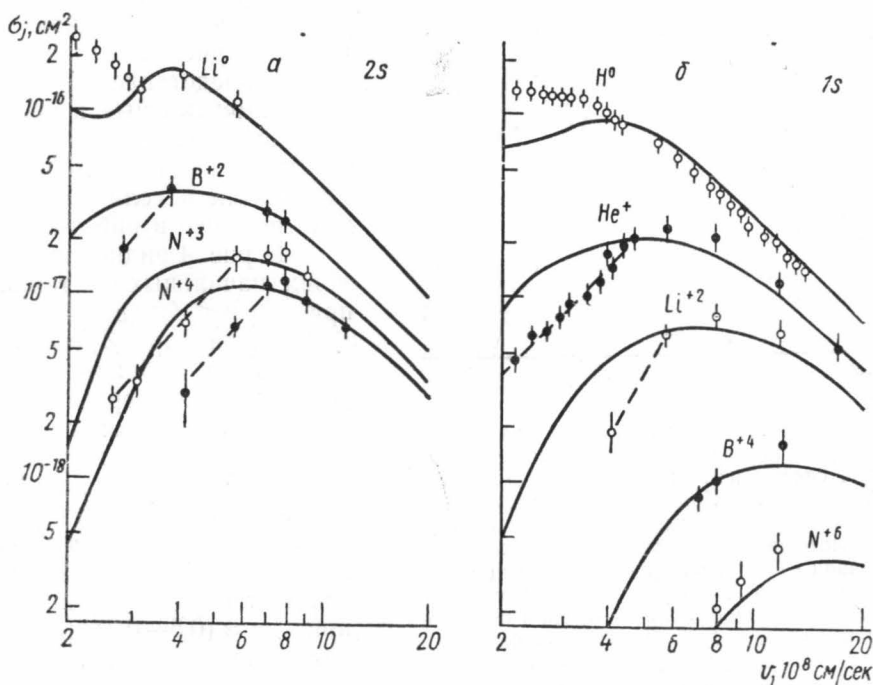 σj, см²
2
10⁻¹⁶
5
2
10⁻¹⁷
5
2
10⁻¹⁸
5
2
Li⁰ а 2s
B⁺²
N⁺³
N⁺⁴
2 4 6 8 10 20
H⁰ б 1s
He⁺
Li⁺²
B⁺⁴
N⁺⁶
2 4 6 8 10 20
v, 10⁸ см/сек